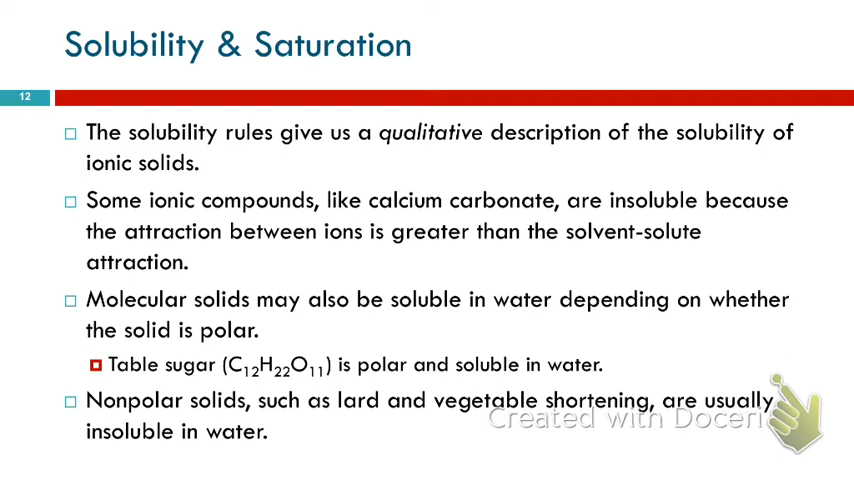 Solubility & Saturation
12
The solubility rules give us a qualitative description of the solubility of
ionic solids.
Some ionic compounds, like calcium carbonate, are insoluble because
the attraction between ions is greater than the solvent-solute
attraction.
Molecular solids may also be soluble in water depending on whether
the solid is polar.
Table sugar (C₁₂H₂₂O₁₁) is polar and soluble in water.
Nonpolar solids, such as lard and vegetable shortening, are usually
insoluble in water.
Created with Doceri